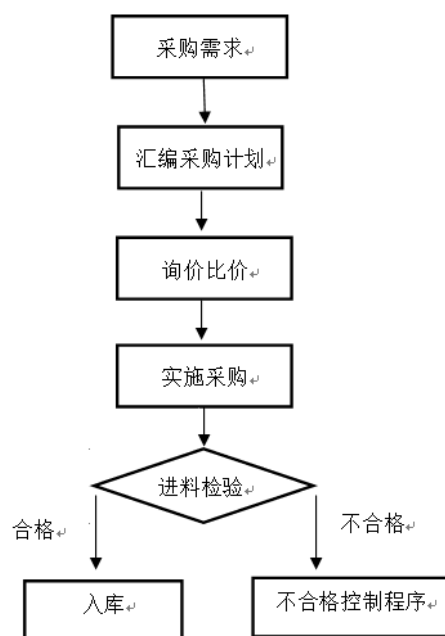 采购需求
汇编采购计划
询价比价
实施采购
进料检验
合格
不合格
入库
不合格控制程序